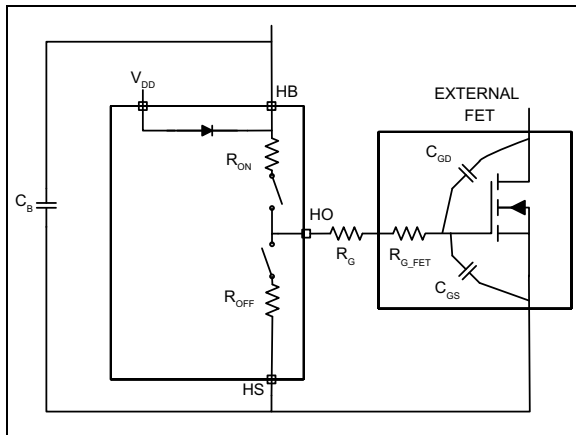 V_DD
HB
EXTERNAL
FET
R_ON
C_GD
C_B
HO
R_G
R_G_FET
C_GS
R_OFF
HS